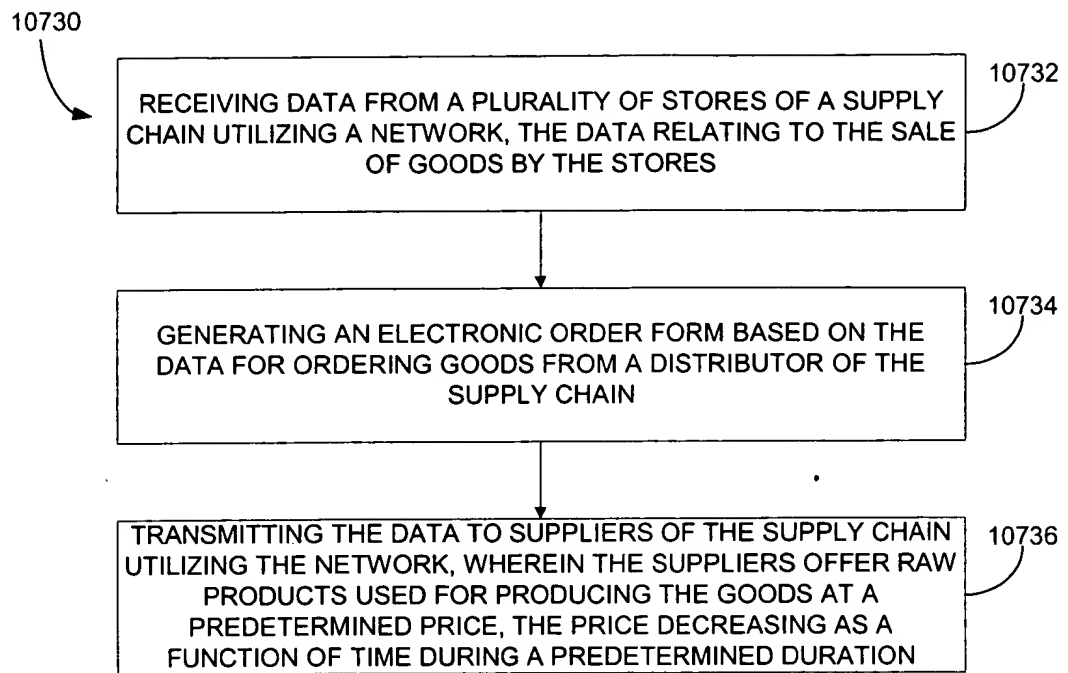 10730
10732
RECEIVING DATA FROM A PLURALITY OF STORES OF A SUPPLY
CHAIN UTILIZING A NETWORK, THE DATA RELATING TO THE SALE
OF GOODS BY THE STORES
10734
GENERATING AN ELECTRONIC ORDER FORM BASED ON THE
DATA FOR ORDERING GOODS FROM A DISTRIBUTOR OF THE
SUPPLY CHAIN
10736
TRANSMITTING THE DATA TO SUPPLIERS OF THE SUPPLY CHAIN
UTILIZING THE NETWORK, WHEREIN THE SUPPLIERS OFFER RAW
PRODUCTS USED FOR PRODUCING THE GOODS AT A
PREDETERMINED PRICE, THE PRICE DECREASING AS A
FUNCTION OF TIME DURING A PREDETERMINED DURATION